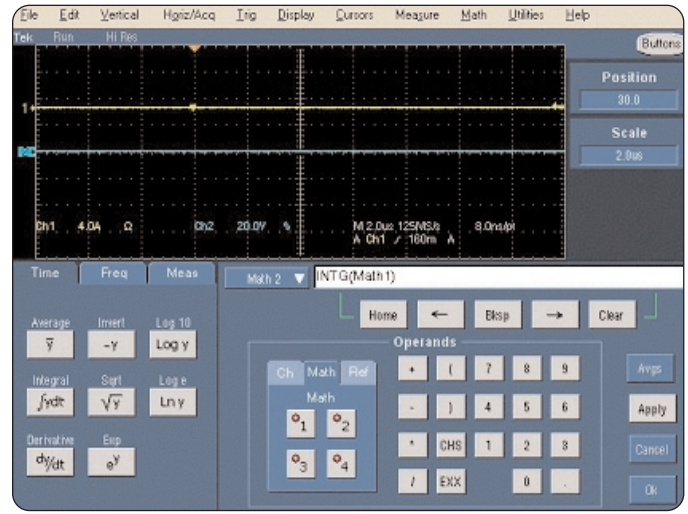 File Edit Vertical Horiz/Acq Trig Display Cursors Measure Math Utilities Help
Tek Run Hi Res
Buttons
Position
30.0
Scale
2.0us
1
Ch1 4.0A Ω Ch2 20.0V M 2.0us 125MS/s 8.0ns/pt
A Ch1 160m A
Time Freq Meas
Math 2 INTG(Math1)
Home ← Bksp → Clear
Operands
Average Invert Log 10
y̅ -y Log y
Integral Sqrt Log e
∫ydt √y Ln y
Derivative Exp
dy/dt e^y
Ch Math Ref
Math
1 2
3 4
+ ( 7 8 9
- ) 4 5 6
* CHS 1 2 3
/ EXX 0 .
Avgs
Apply
Cancel
Ok